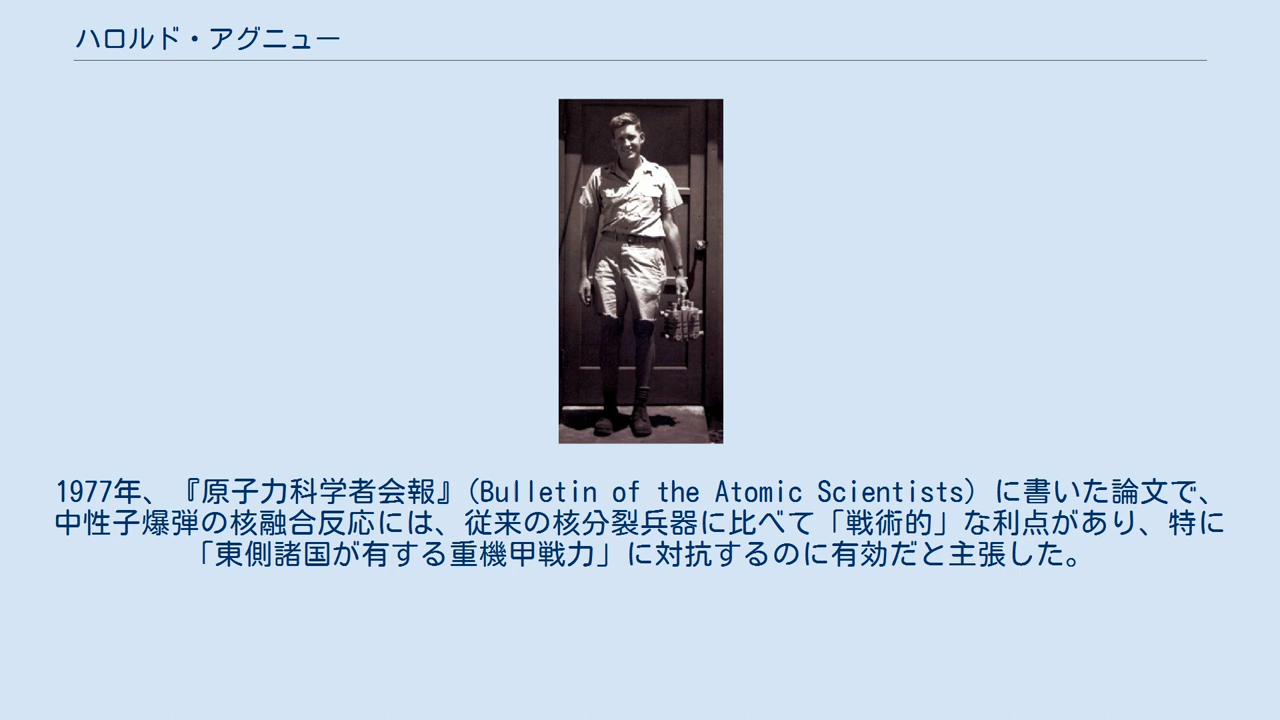 ハロルド・アグニュー
1977年、『原子力科学者会報』(Bulletin of the Atomic Scientists) に書いた論文で、
中性子爆弾の核融合反応には、従来の核分裂兵器に比べて「戦術的」な利点があり、特に
「東側諸国が有する重機甲戦力」に対抗するのに有効だと主張した。